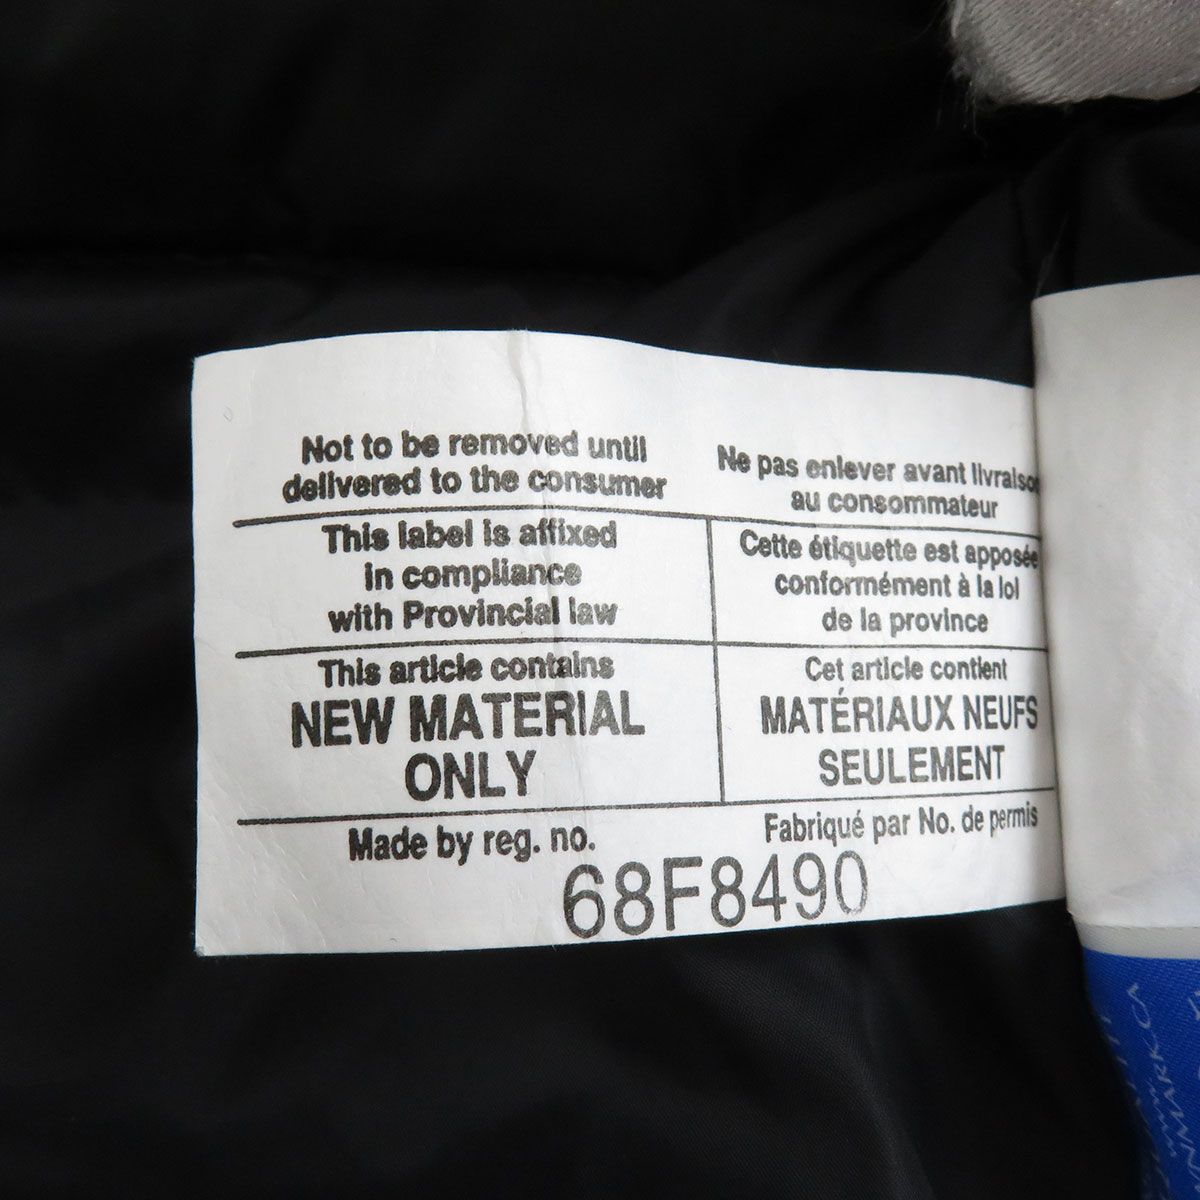 Not to be removed until
delivered to the consumer
Ne pas enlever avant livraison
au consommateur
This label is affixed
in compliance
with Provincial law
Cette étiquette est apposée
conformément à la loi
de la province
This article contains
NEW MATERIAL
ONLY
Cet article contient
MATÉRIAUX NEUFS
SEULEMENT
Made by reg. no.
Fabriqué par No. de permis
68F8490